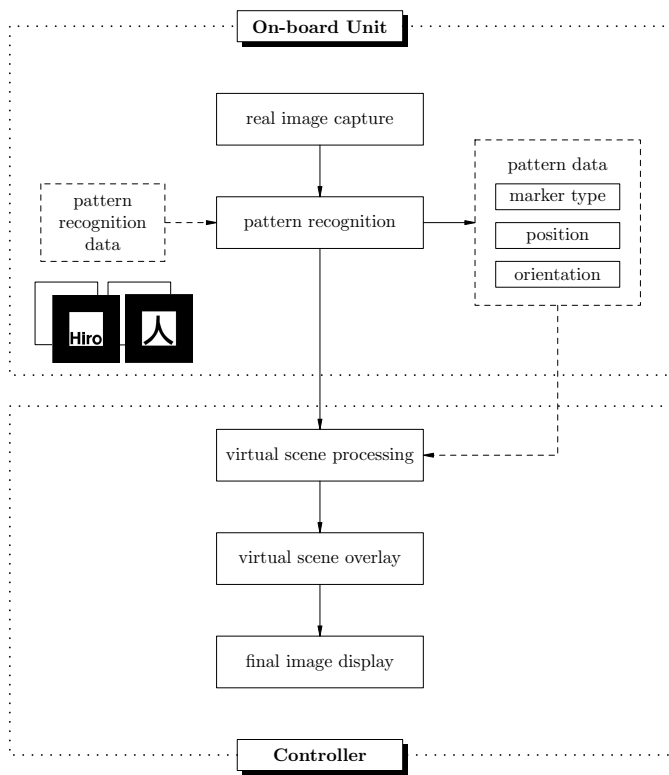 On-board Unit
real image capture
pattern data
marker type
position
orientation
pattern
recognition
data
pattern recognition
Hiro
人
virtual scene processing
virtual scene overlay
final image display
Controller